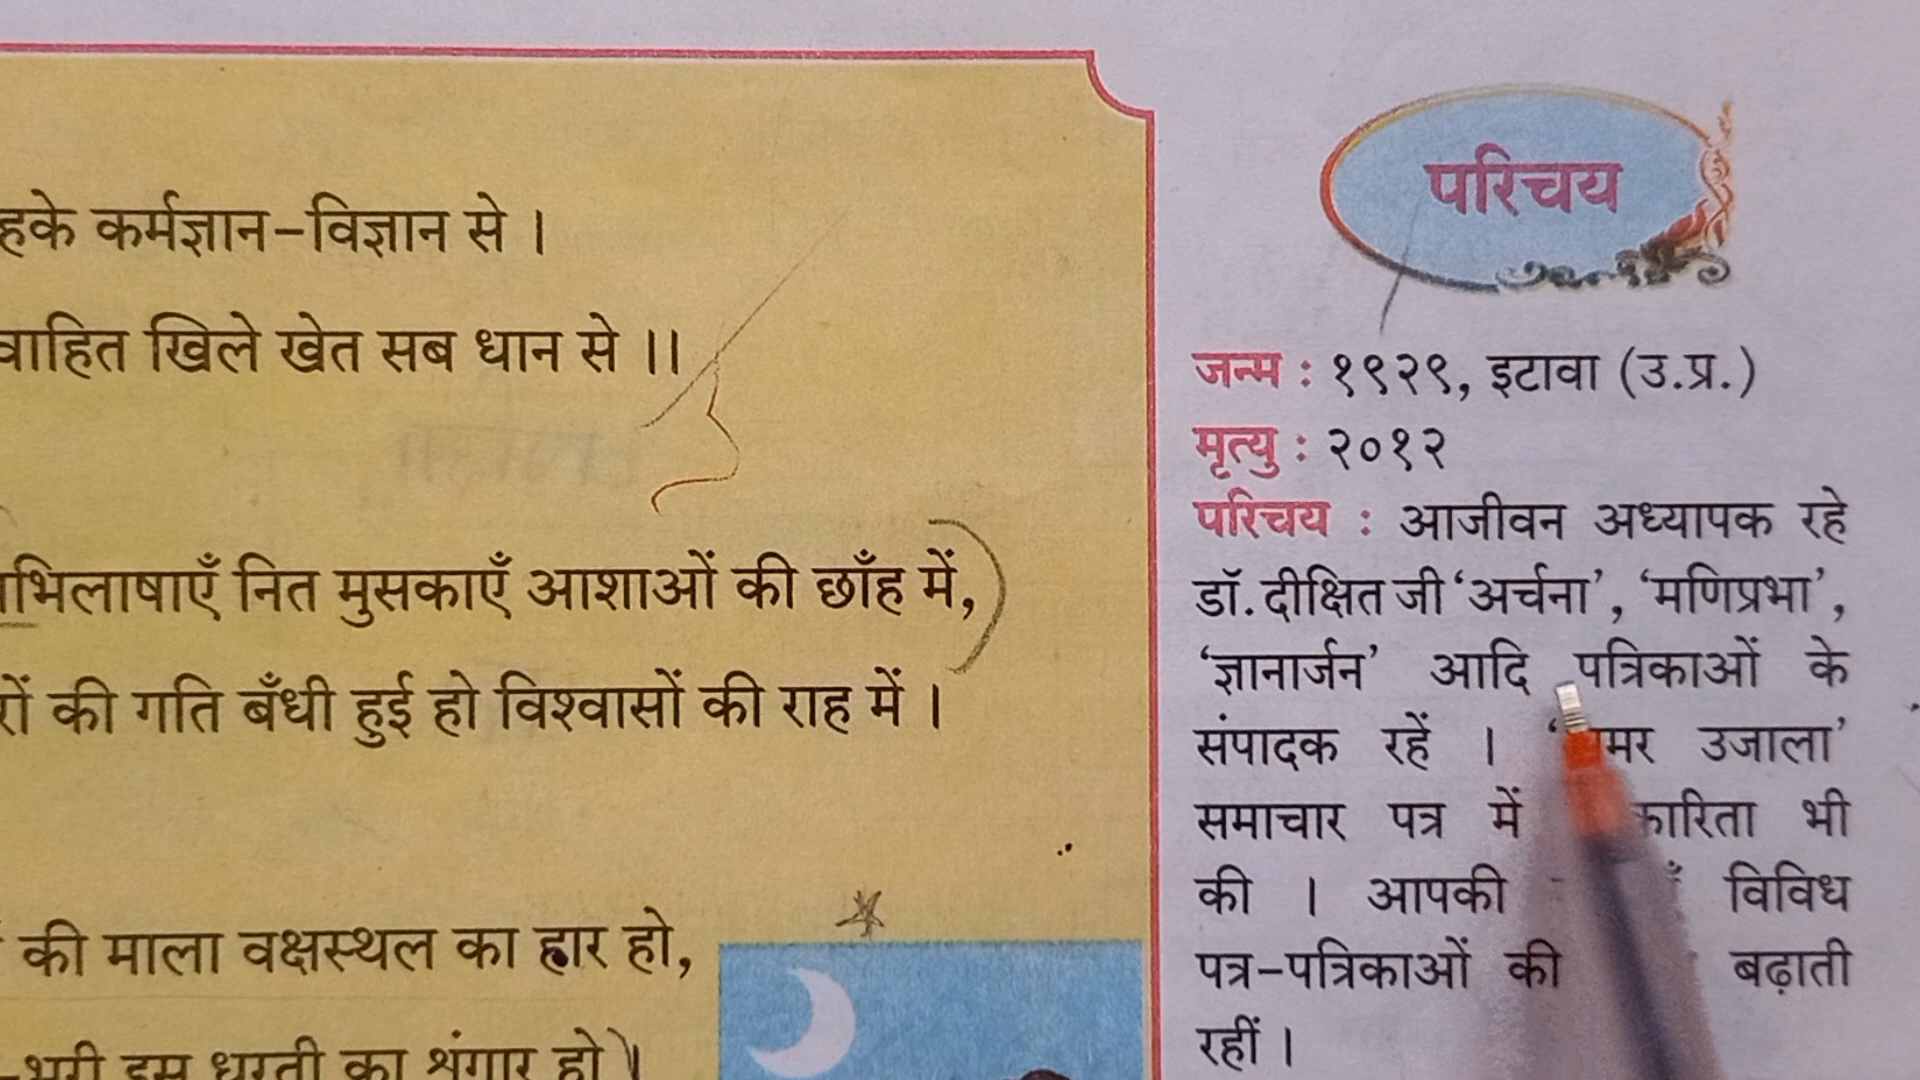 कर्मज्ञान-विज्ञान से ।
खिले खेत सब धान से ।।
नित मुसकाएँ आशाओं की छाँह में,
की गति बँधी हुई हो विश्वासों की राह में ।
की माला वक्षस्थल का हार हो,
इस धरती का शृंगार हो ।
परिचय
जन्म : १९२९, इटावा (उ.प्र.)
मृत्यु : २०१२
परिचय : आजीवन अध्यापक रहे
डॉ. दीक्षित जी ‘अर्चना’, ‘मणिप्रभा’,
‘ज्ञानार्जन’ आदि पत्रिकाओं के
संपादक रहें । उजाला’
समाचार पत्र में भी
की । आपकी विविध
पत्र-पत्रिकाओं की बढ़ाती
रहीं ।